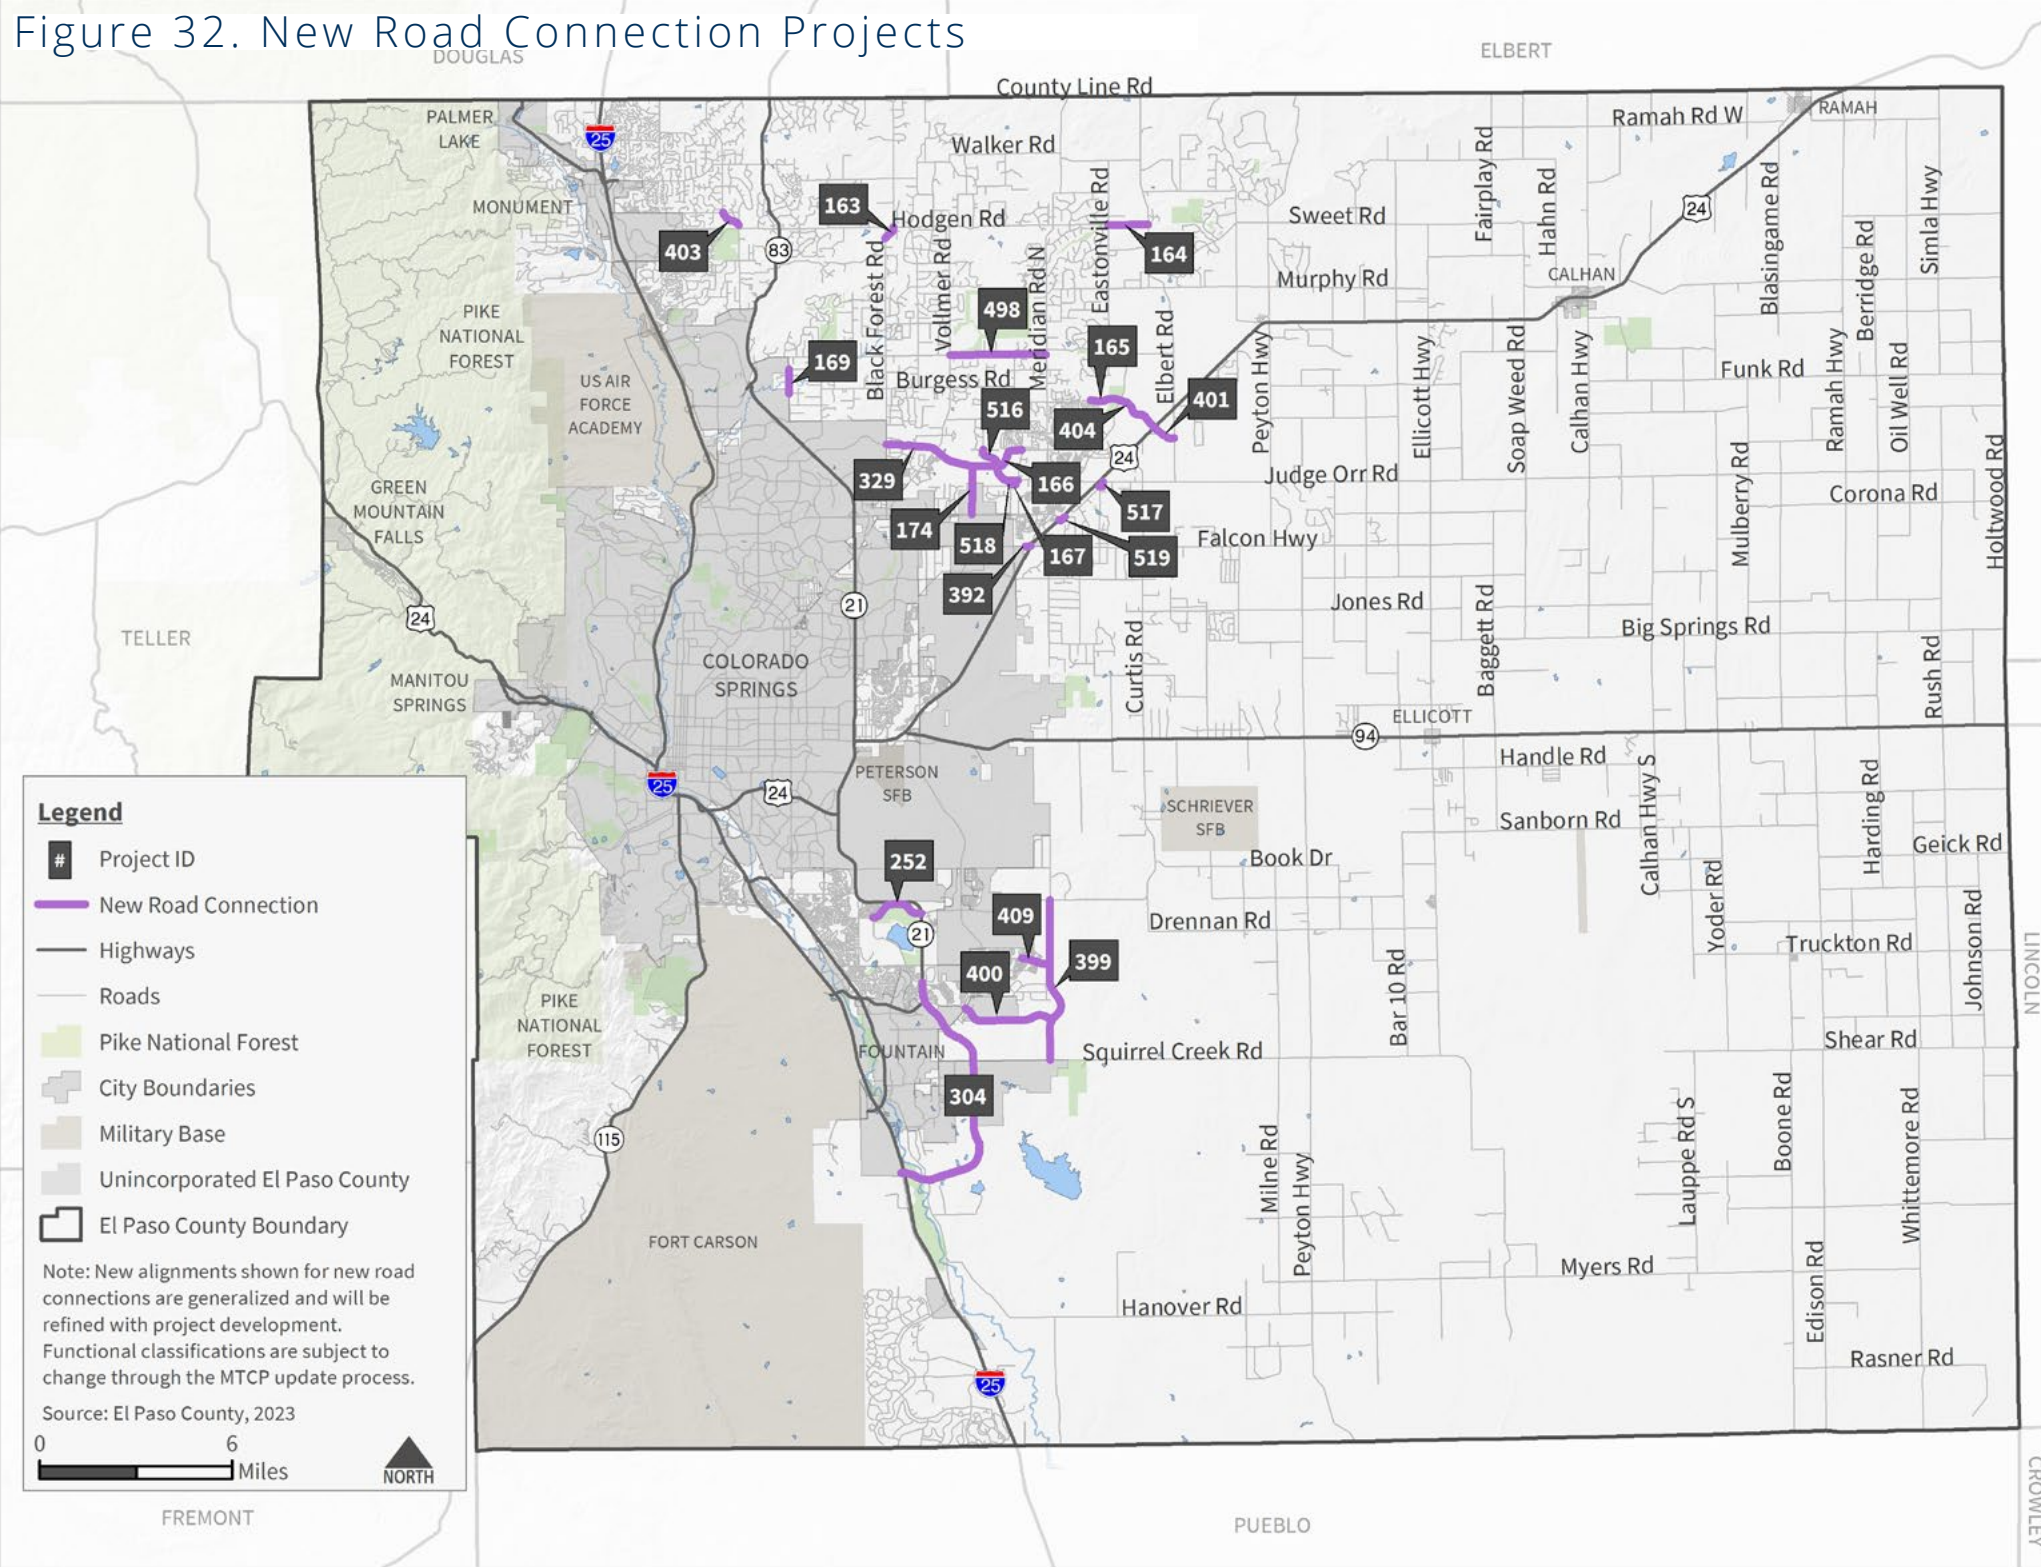 Figure 32. New Road Connection Projects
DOUGLAS
ELBERT
County Line Rd
PALMER
LAKE
25
Walker Rd
Ramah Rd W
RAMAH
MONUMENT
403
83
163
Hodgen Rd
Black Forest Rd
Vollmer Rd
Meridian Rd N
Eastonville Rd
164
Sweet Rd
Murphy Rd
Fairplay Rd
Hahn Rd
CALHAN
24
Blasingame Rd
Berridge Rd
Simla Hwy
PIKE
NATIONAL
FOREST
US AIR
FORCE
ACADEMY
169
498
Burgess Rd
165
Elbert Rd
401
404
516
24
329
166
174
518
167
517
519
392
Peyton Hwy
Ellicott Hwy
Soap Weed Rd
Calhan Hwy
Funk Rd
Ramah Hwy
Oil Well Rd
Judge Orr Rd
Mulberry Rd
Corona Rd
Holtwood Rd
Falcon Hwy
GREEN
MOUNTAIN
FALLS
24
21
TELLER
COLORADO
SPRINGS
MANITOU
SPRINGS
Jones Rd
Curtis Rd
Baggett Rd
Big Springs Rd
Rush Rd
ELLICOTT
94
25
24
PETERSON
SFB
SCHRIEVER
SFB
Handle Rd
Sanborn Rd
Calhan Hwy S
Harding Rd
Geick Rd
Book Dr
252
Drennan Rd
Yoder Rd
Truckton Rd
Johnson Rd
LINCOLN
409
21
399
400
Bar 10 Rd
PIKE
NATIONAL
FOREST
FOUNTAIN
Squirrel Creek Rd
Shear Rd
304
115
Milne Rd
Peyton Hwy
Lauppe Rd S
Boone Rd
Whittemore Rd
FORT CARSON
Myers Rd
Edison Rd
Hanover Rd
Rasner Rd
25
Legend
# Project ID
New Road Connection
Highways
Roads
Pike National Forest
City Boundaries
Military Base
Unincorporated El Paso County
El Paso County Boundary
Note: New alignments shown for new road
connections are generalized and will be
refined with project development.
Functional classifications are subject to
change through the MTCP update process.
Source: El Paso County, 2023
0 6
Miles
NORTH
FREMONT
PUEBLO
CROWLEY